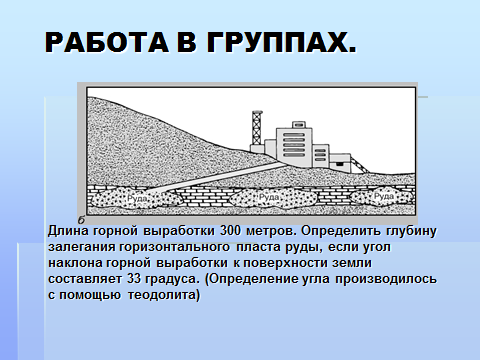 РАБОТА В ГРУППАХ.
Руда
Руда
Руда
б
Длина горной выработки 300 метров. Определить глубину
залегания горизонтального пласта руды, если угол
наклона горной выработки к поверхности земли
составляет 33 градуса. (Определение угла производилось
с помощью теодолита)